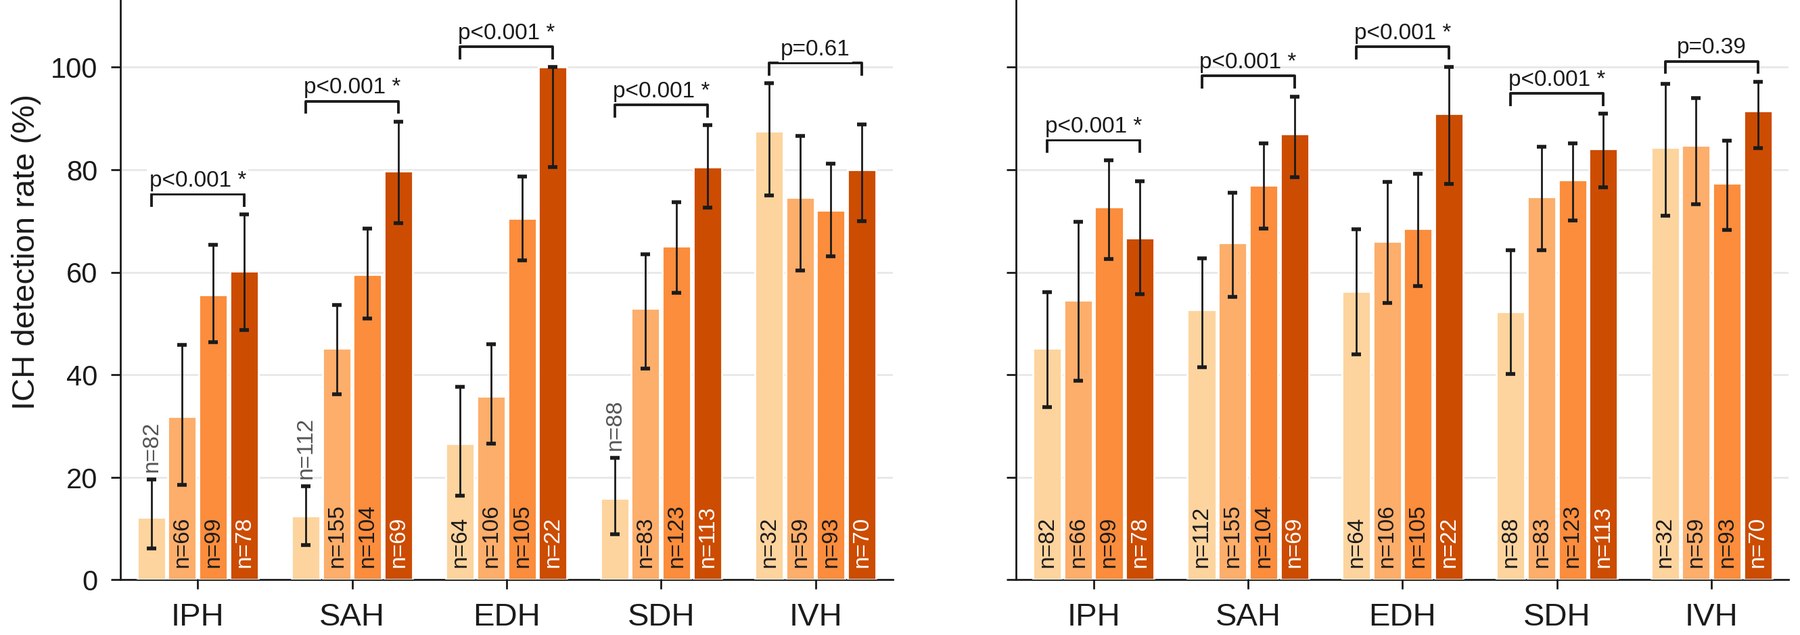 ICH detection rate (%)
100
80
60
40
20
0
p<0.001 *
p<0.001 *
p<0.001 *
p<0.001 *
p=0.61
n=82
n=66
n=99
n=78
n=112
n=155
n=104
n=69
n=64
n=106
n=105
n=22
n=88
n=83
n=123
n=113
n=32
n=59
n=93
n=70
IPH SAH EDH SDH IVH
p<0.001 *
p<0.001 *
p<0.001 *
p<0.001 *
p=0.39
n=82
n=66
n=99
n=78
n=112
n=155
n=104
n=69
n=64
n=106
n=105
n=22
n=88
n=83
n=123
n=113
n=32
n=59
n=93
n=70
IPH SAH EDH SDH IVH